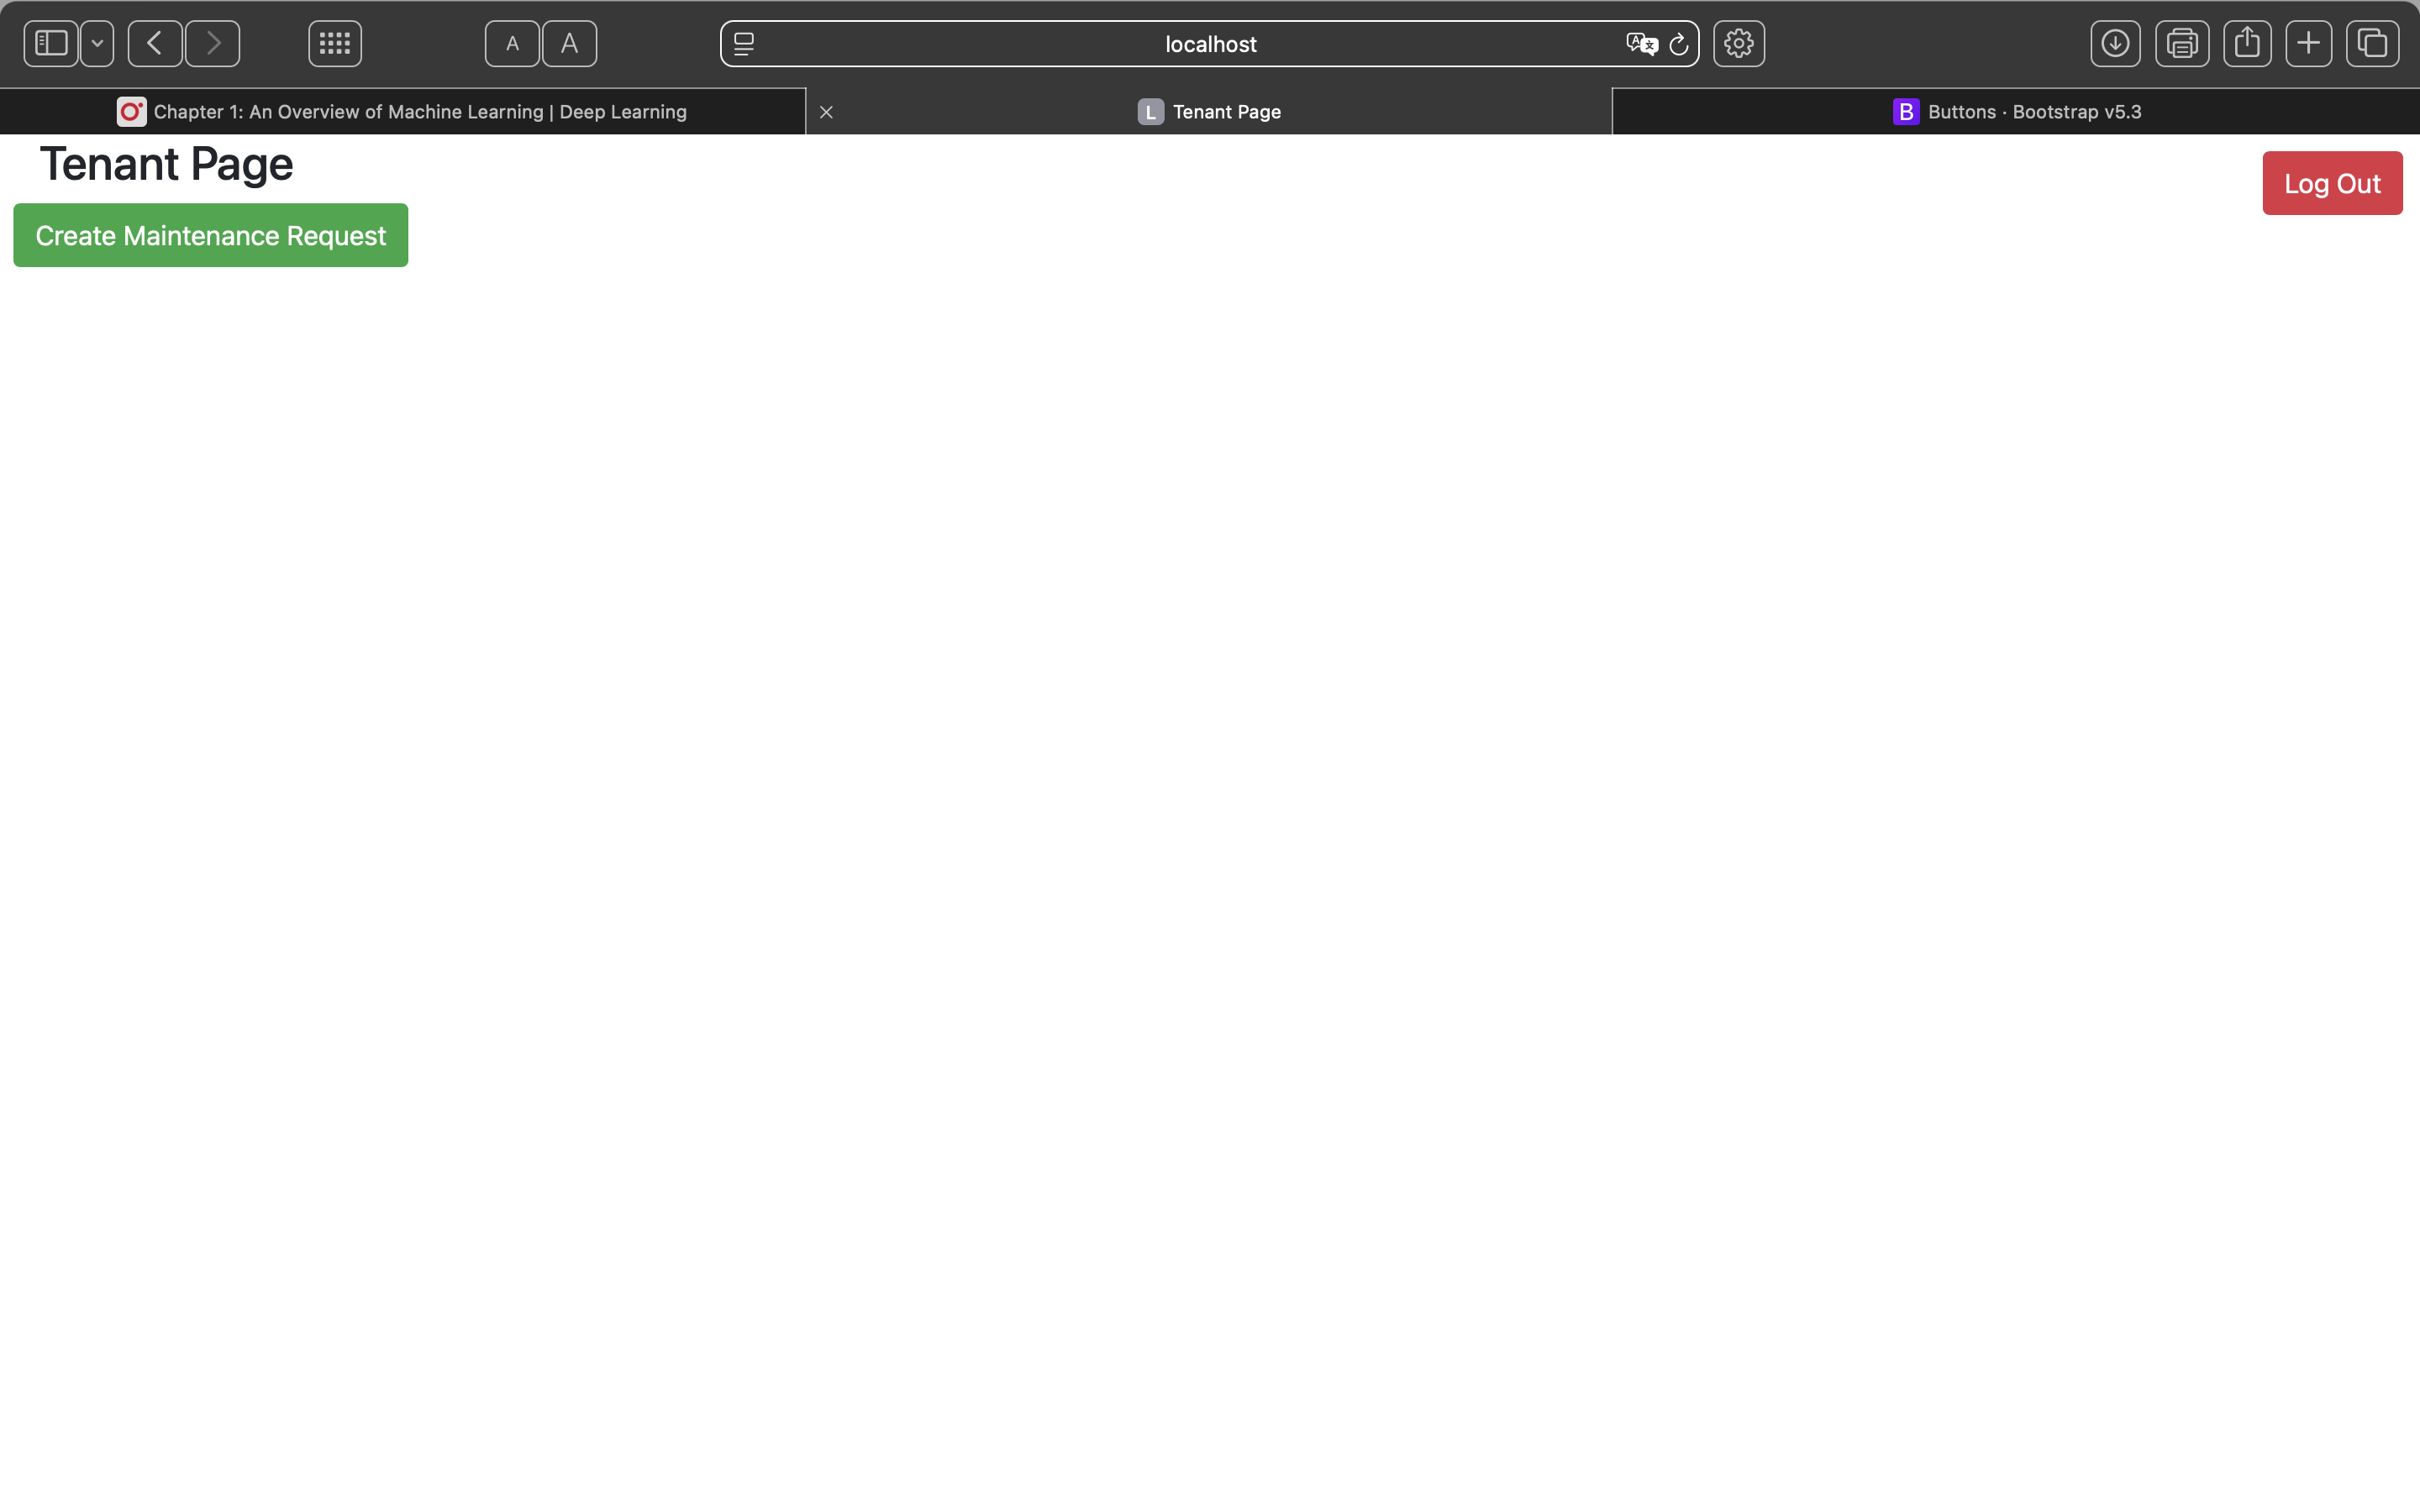 A A
localhost
Chapter 1: An Overview of Machine Learning | Deep Learning
L Tenant Page
B Buttons · Bootstrap v5.3
Tenant Page
Log Out
Create Maintenance Request